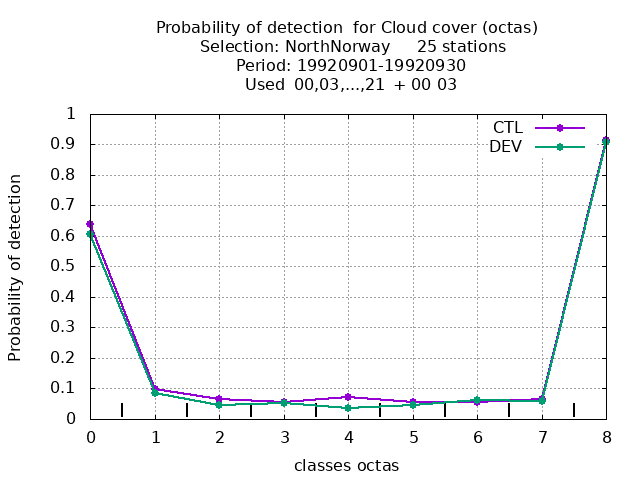 Probability of detection  for Cloud cover (octas)
Selection: NorthNorway     25 stations
Period: 19920901-19920930
Used  00,03,...,21  + 00 03
CTL
DEV
1
0.9
0.8
0.7
0.6
0.5
0.4
0.3
0.2
0.1
0
Probability of detection
0 1 2 3 4 5 6 7 8
classes octas